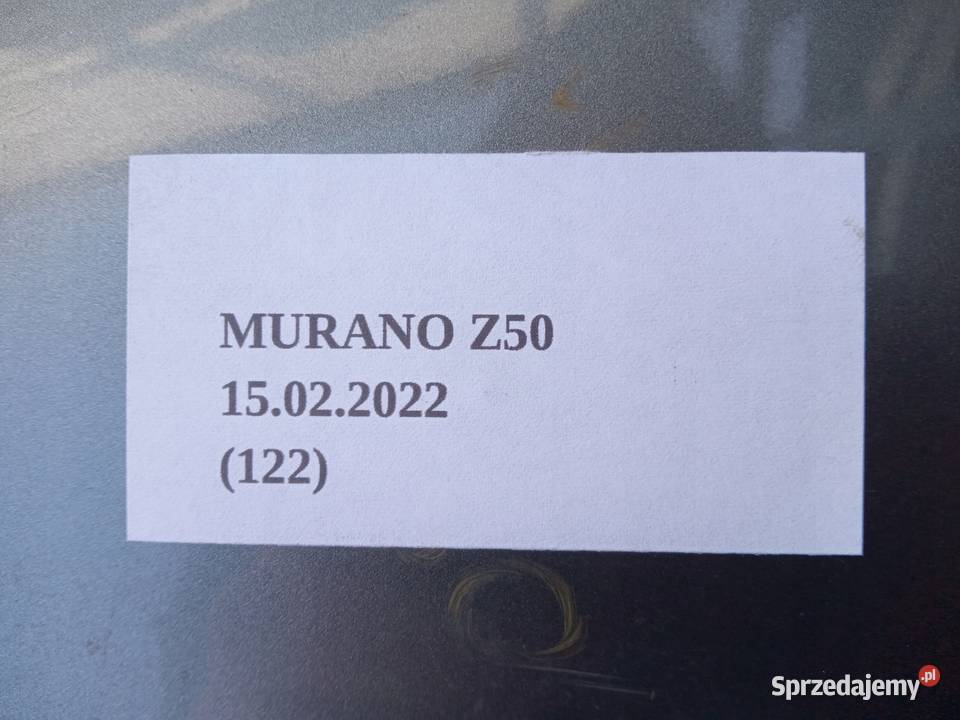 MURANO Z50
15.02.2022
(122)
Sprzedajemy.pl